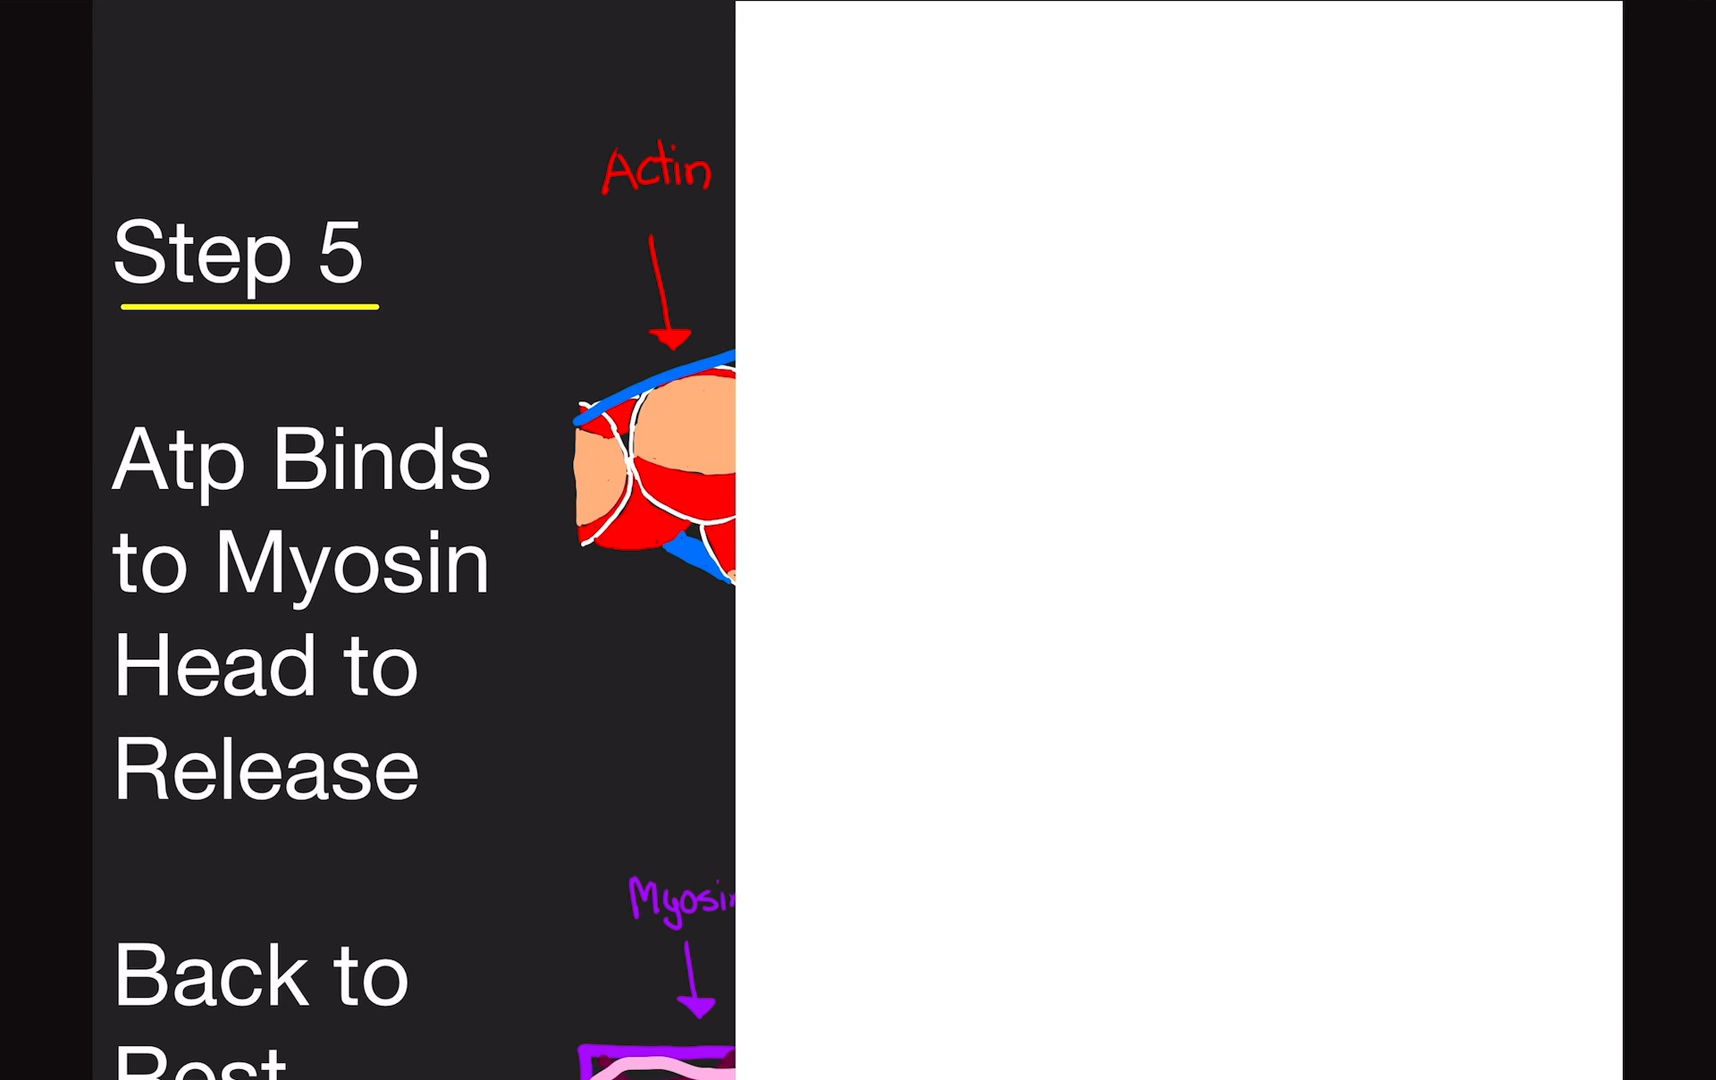 Actin
Step 5
Atp Binds
to Myosin
Head to
Release
Back to